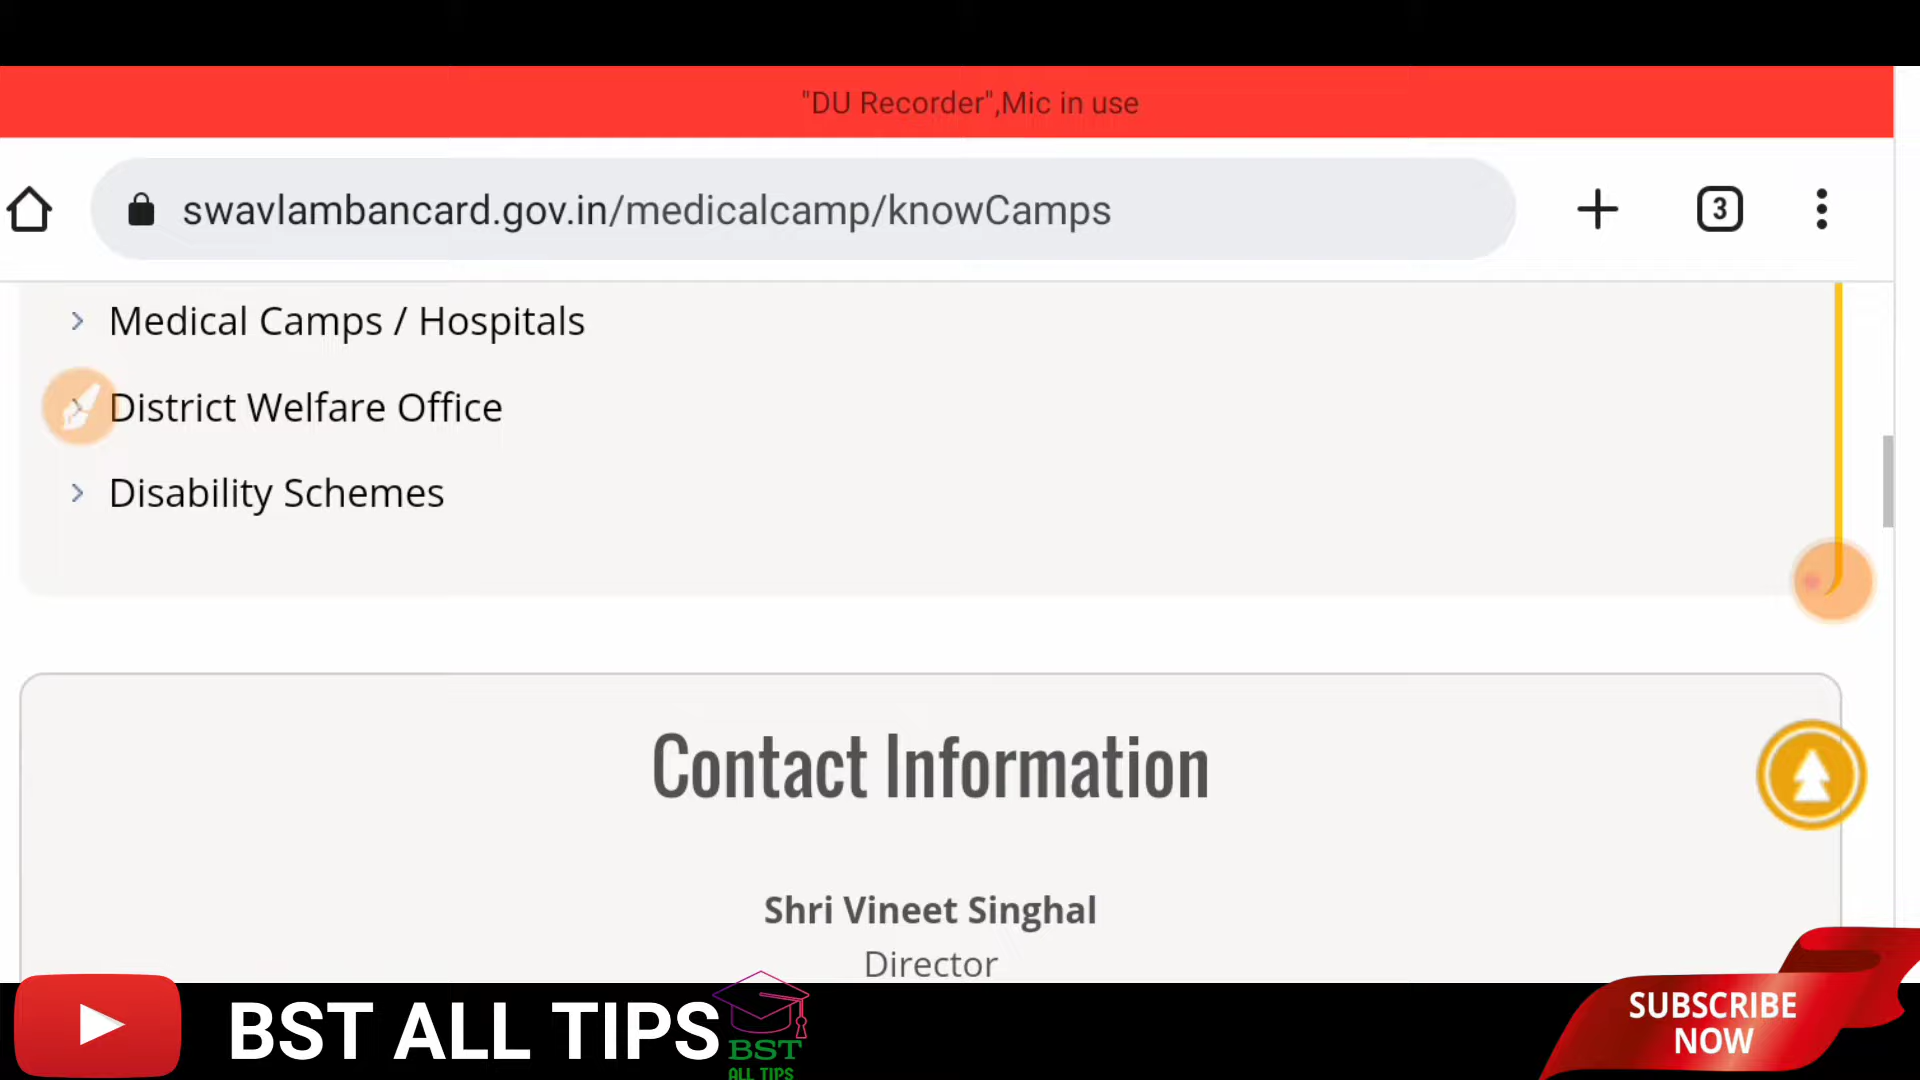 "DU Recorder",Mic in use
swavlambancard.gov.in/medicalcamp/knowCamps
3
Medical Camps / Hospitals
District Welfare Office
Disability Schemes
Contact Information
Shri Vineet Singhal
Director
BST ALL TIPS
BST
ALL TIPS
SUBSCRIBE
NOW